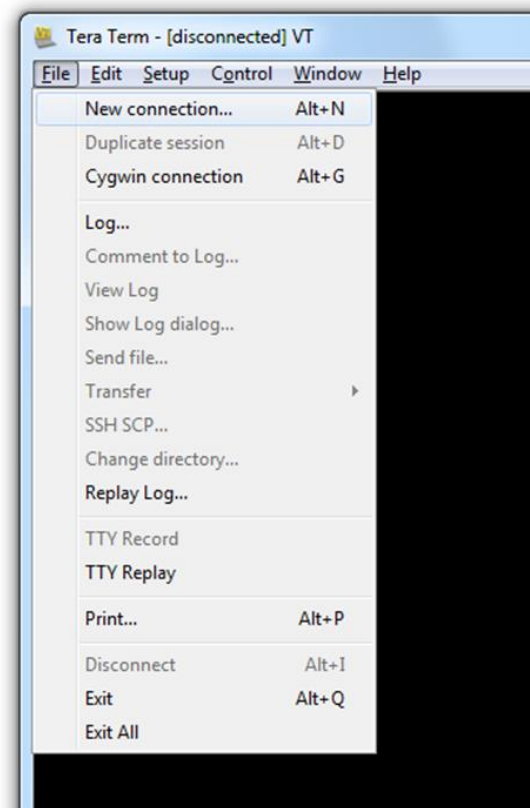 Tera Term - [disconnected] VT
File Edit Setup Control Window Help
New connection... Alt+N
Duplicate session Alt+D
Cygwin connection Alt+G
Log...
Comment to Log...
View Log
Show Log dialog...
Send file...
Transfer
SSH SCP...
Change directory...
Replay Log...
TTY Record
TTY Replay
Print... Alt+P
Disconnect Alt+I
Exit Alt+Q
Exit All